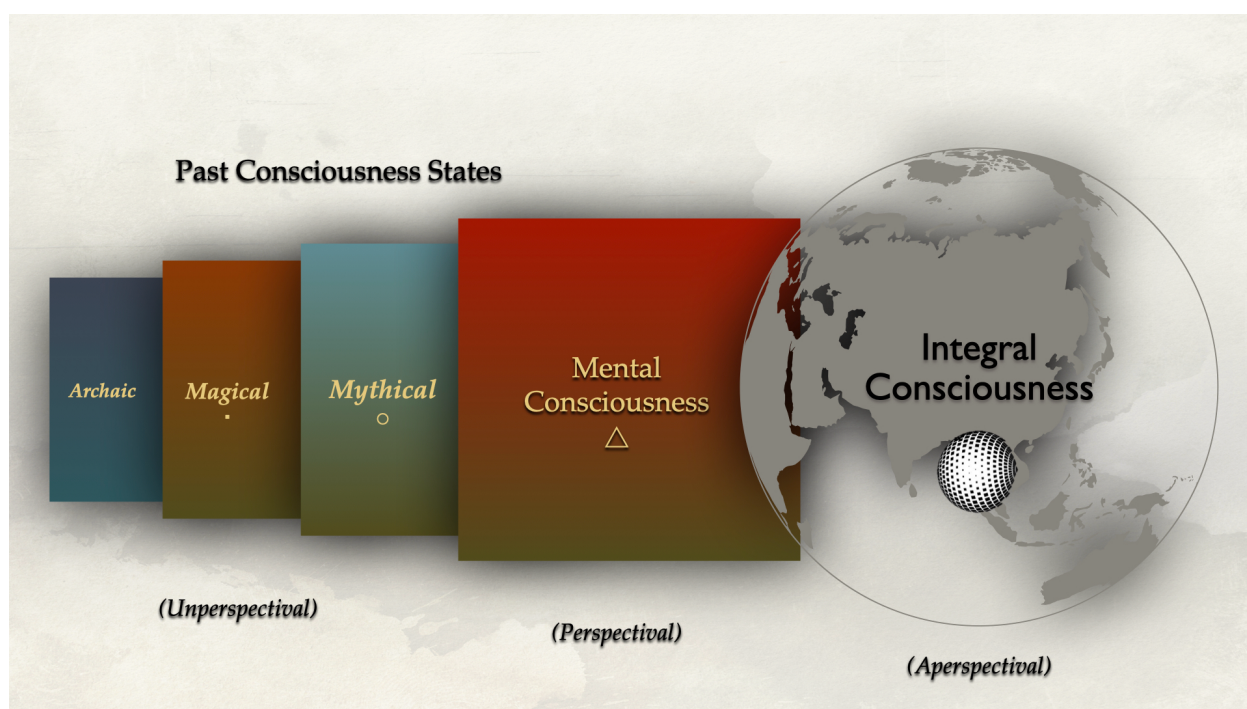 Past Consciousness States
Archaic
Magical
Mythical
Mental
Consciousness
Integral
Consciousness
(Unperspectival)
(Perspectival)
(Aperspectival)